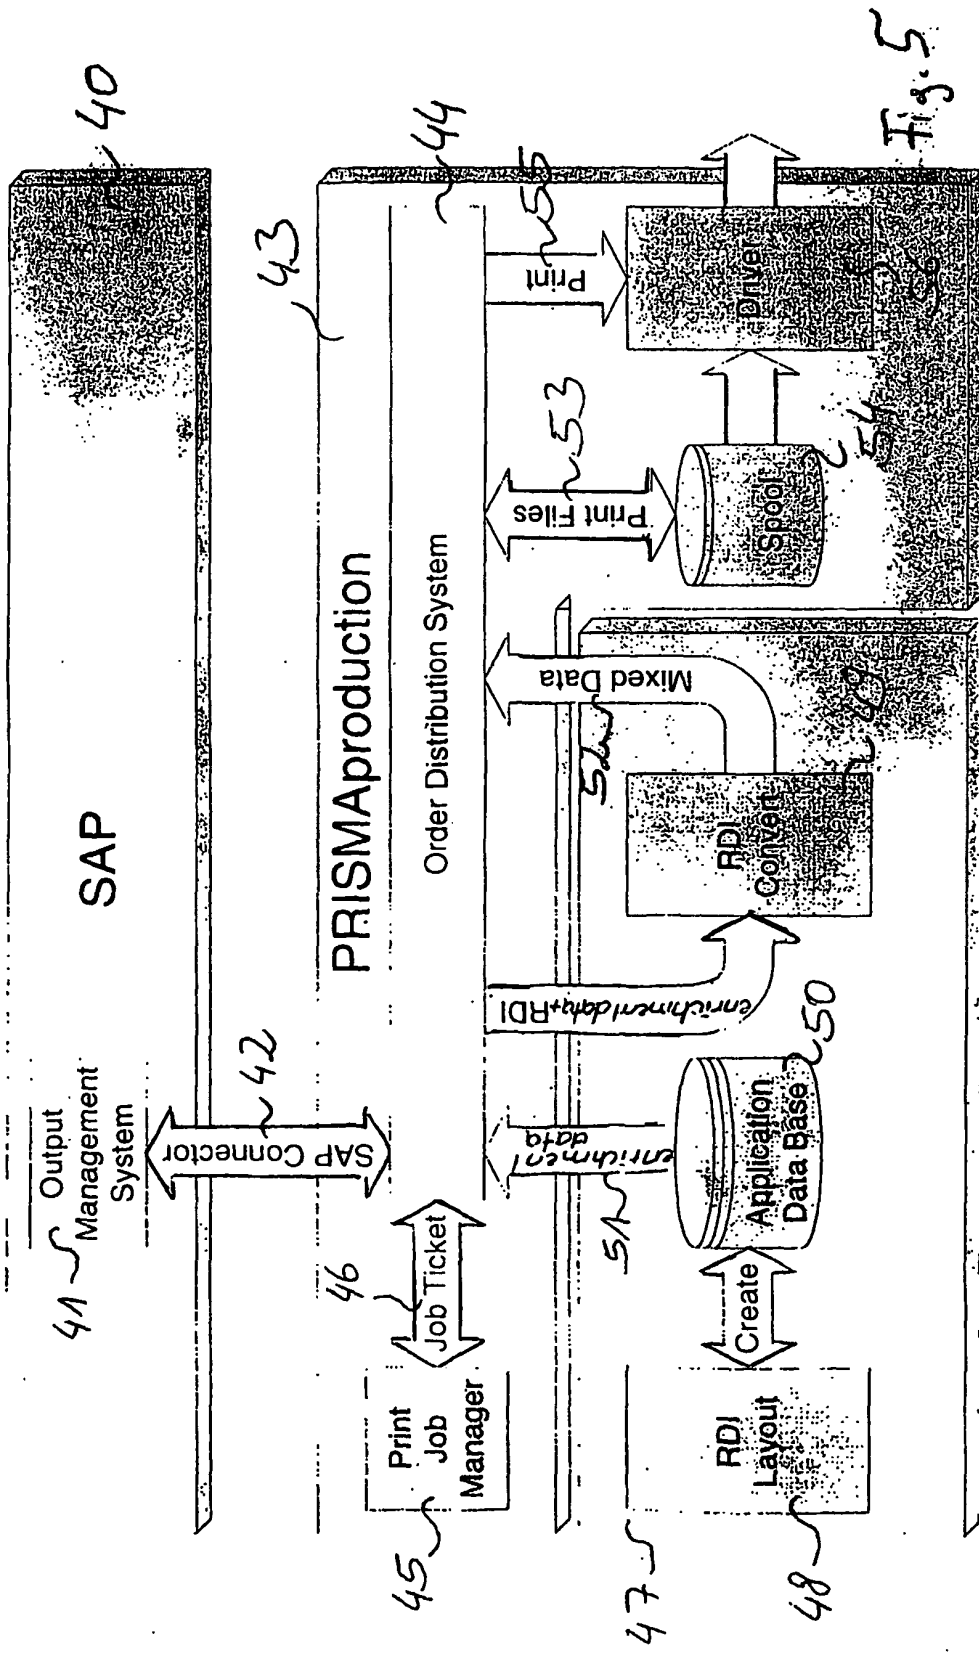 SAP
40
41
Output
Management
System
SAP Connector
42
43
PRISMAproduction
44
Order Distribution System
45
Print
Job
Manager
46
Job Ticket
47
48
RDI
Layout
Create
Application
Data Base
50
51
enrichment
data
enrichment data+RDI
RDI
Convert
49
52
Mixed Data
Print Files
53
Spool
54
Print
55
Driver
56
Fig. 5